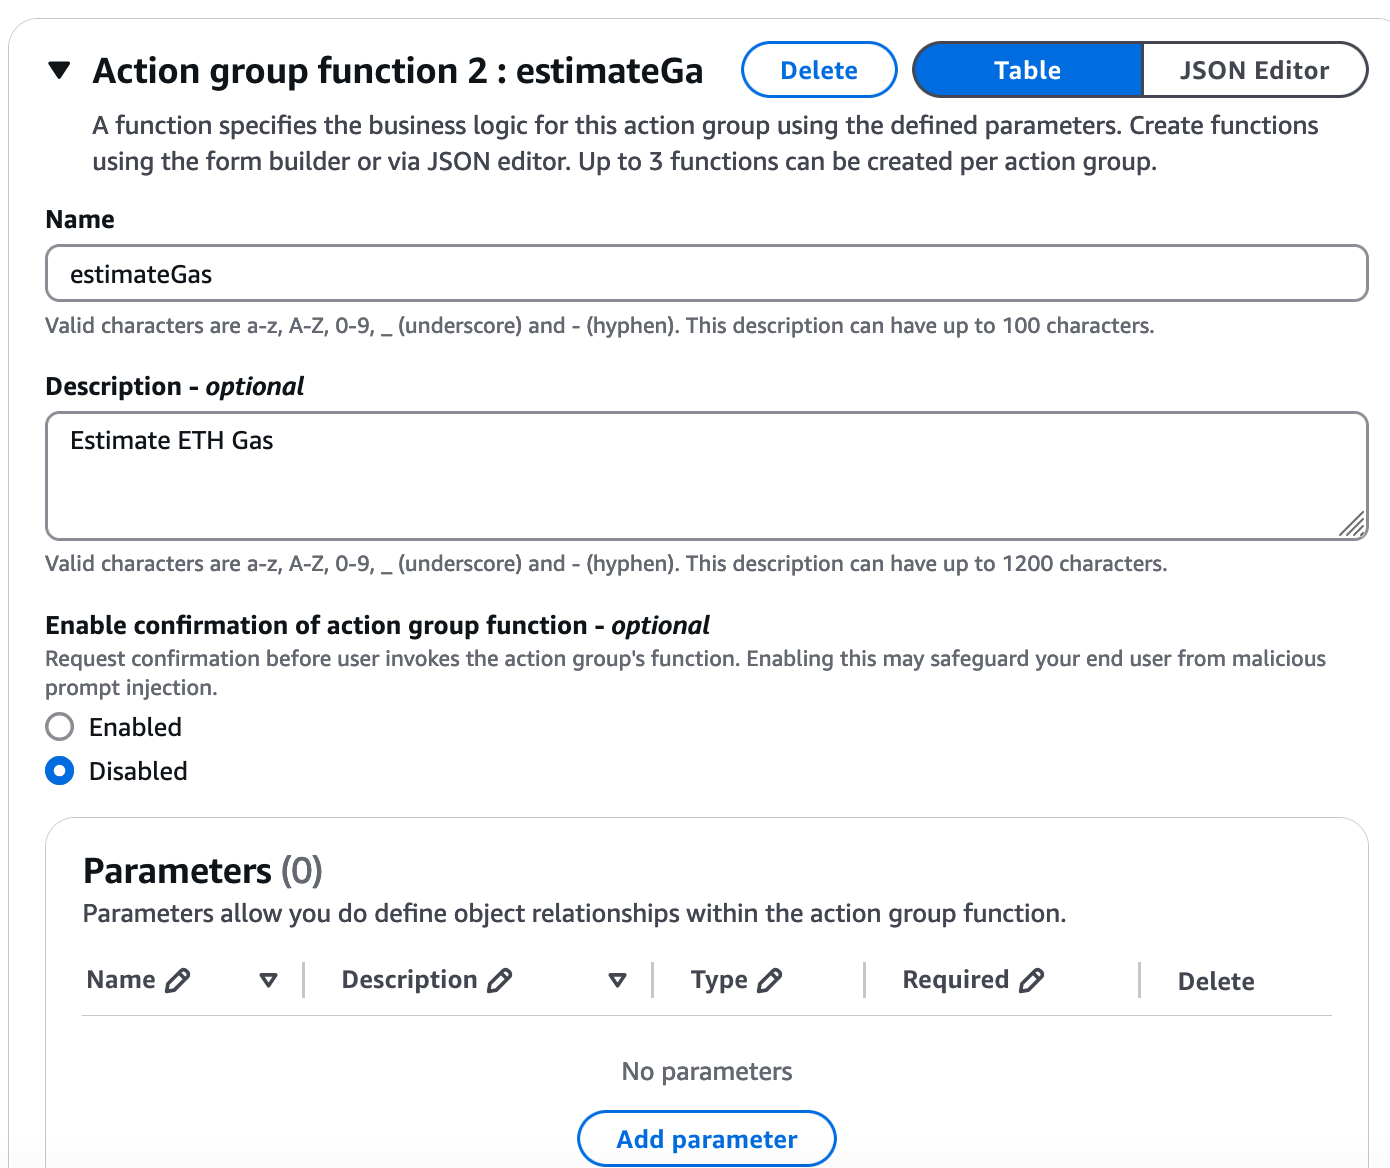 Action group function 2 : estimateGa
Delete
Table
JSON Editor
A function specifies the business logic for this action group using the defined parameters. Create functions
using the form builder or via JSON editor. Up to 3 functions can be created per action group.
Name
estimateGas
Valid characters are a-z, A-Z, 0-9, _ (underscore) and - (hyphen). This description can have up to 100 characters.
Description - optional
Estimate ETH Gas
Valid characters are a-z, A-Z, 0-9, _ (underscore) and - (hyphen). This description can have up to 1200 characters.
Enable confirmation of action group function - optional
Request confirmation before user invokes the action group's function. Enabling this may safeguard your end user from malicious
prompt injection.
Enabled
Disabled
Parameters (0)
Parameters allow you do define object relationships within the action group function.
Name
Description
Type
Required
Delete
No parameters
Add parameter